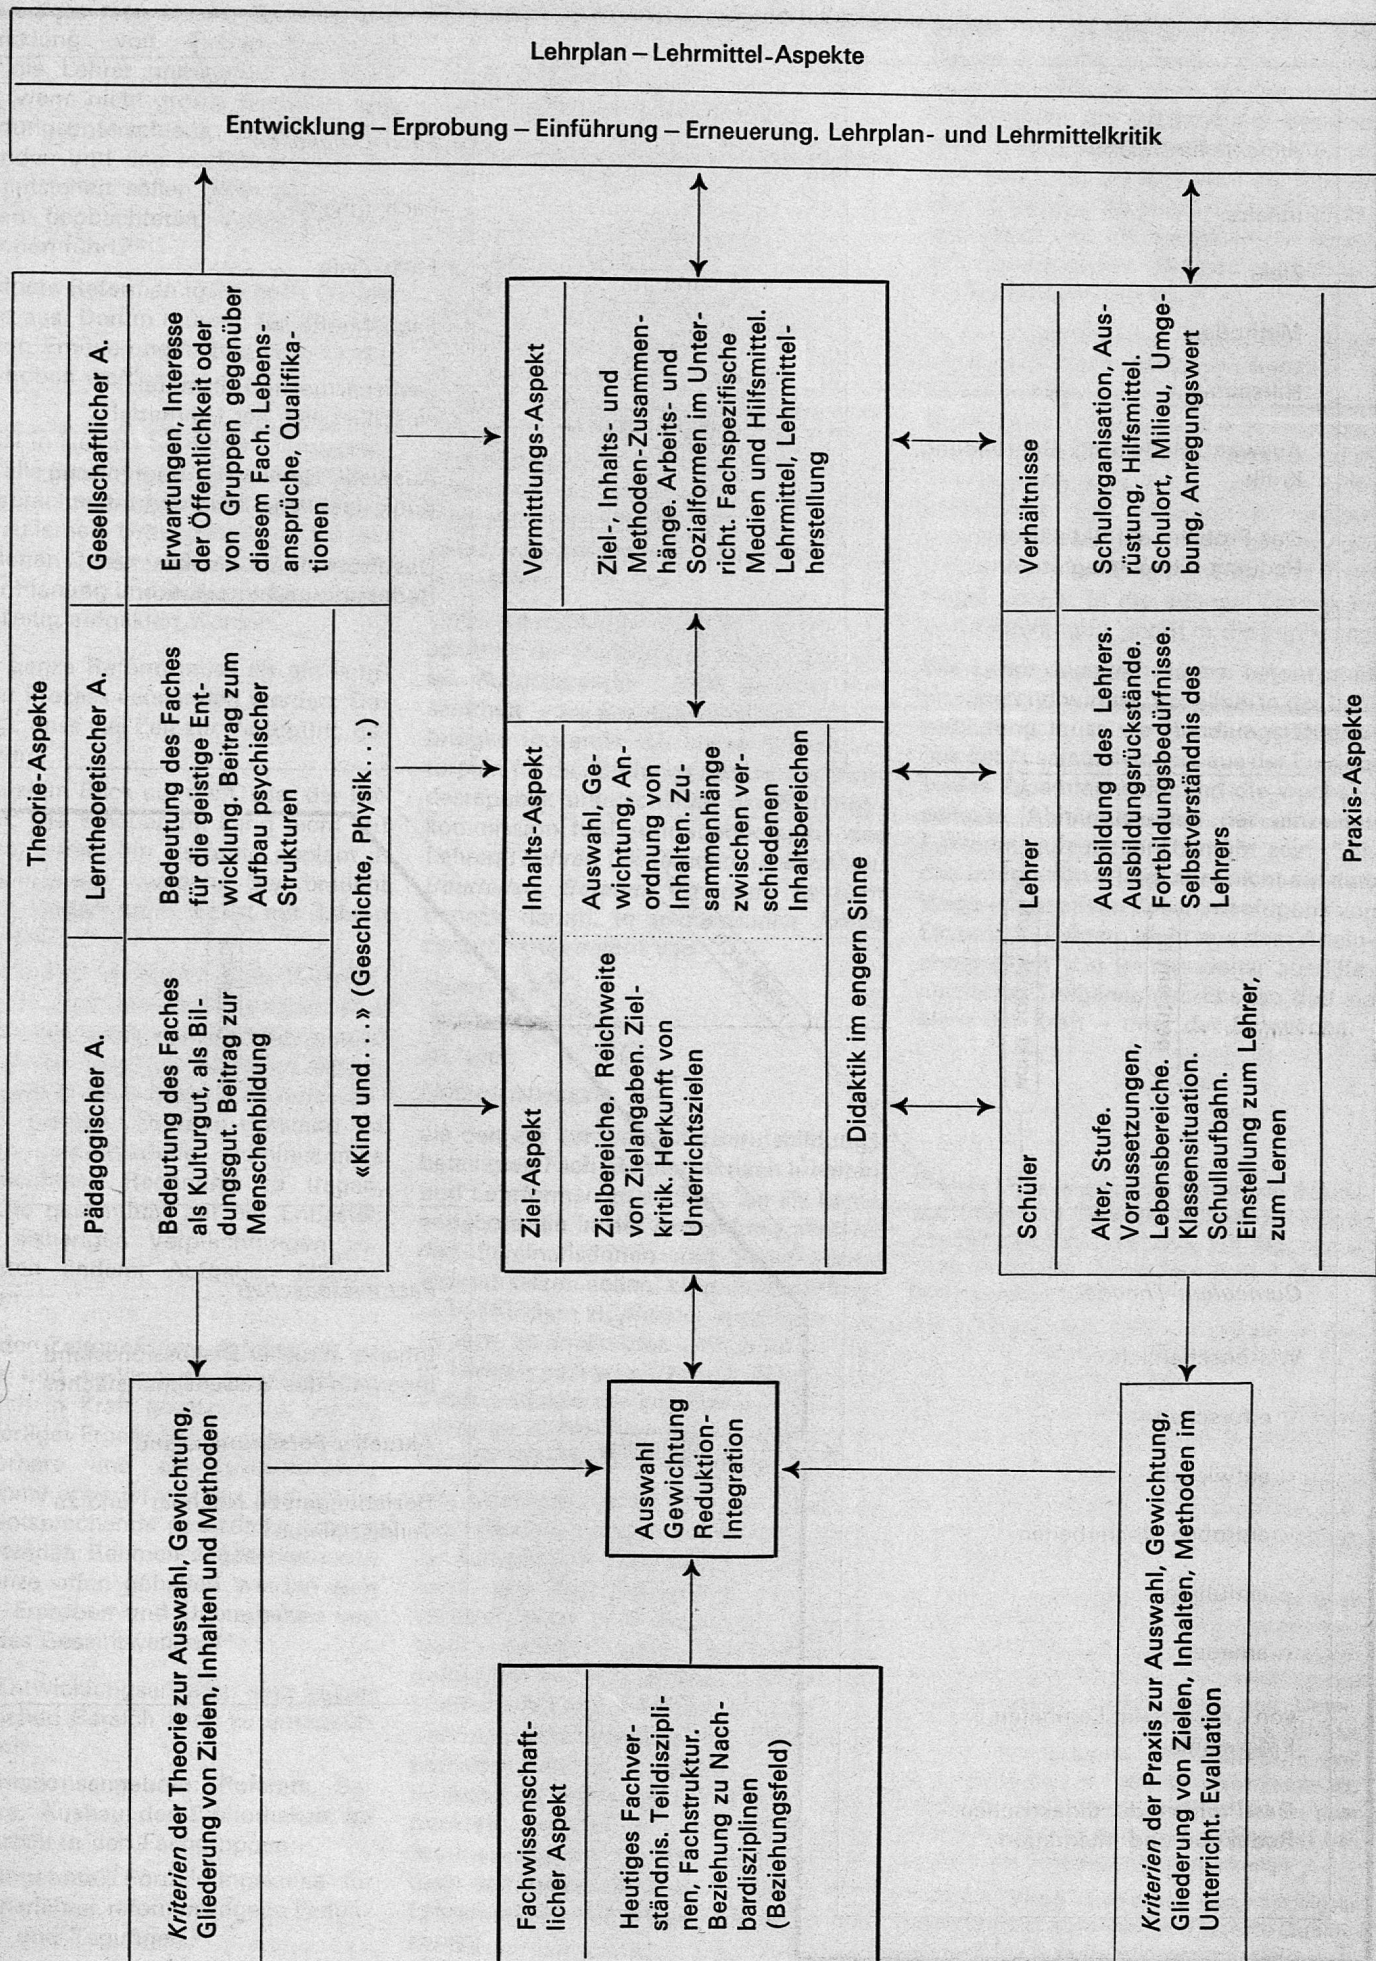 Lehrplan – Lehrmittel-Aspekte
Entwicklung – Erprobung – Einführung – Erneuerung. Lehrplan- und Lehrmittelkritik
Theorie-Aspekte
Pädagogischer A.
Bedeutung des Faches
als Kulturgut, als Bil-
dungsgut. Beitrag zur
Menschenbildung
Lerntheoretischer A.
Bedeutung des Faches
für die geistige Ent-
wicklung. Beitrag zum
Aufbau psychischer
Strukturen
Gesellschaftlicher A.
Erwartungen, Interesse
der Öffentlichkeit oder
von Gruppen gegenüber
diesem Fach. Lebens-
ansprüche, Qualifika-
tionen
«Kind und . . .» (Geschichte, Physik . . .)
Ziel-Aspekt
Zielbereiche. Reichweite
von Zielangaben. Ziel-
kritik. Herkunft von
Unterrichtszielen
Inhalts-Aspekt
Auswahl, Ge-
wichtung, An-
ordnung von
Inhalten. Zu-
sammenhänge
zwischen ver-
schiedenen
Inhaltsbereichen
Vermittlungs-Aspekt
Ziel-, Inhalts- und
Methoden-Zusammen-
hänge. Arbeits- und
Sozialformen im Unter-
richt. Fachspezifische
Medien und Hilfsmittel.
Lehrmittel, Lehrmittel-
herstellung
Didaktik im engern Sinne
Schüler
Alter, Stufe.
Voraussetzungen,
Lebensbereiche.
Klassensituation.
Schullaufbahn.
Einstellung zum Lehrer,
zum Lernen
Lehrer
Ausbildung des Lehrers.
Ausbildungsrückstände.
Fortbildungsbedüfnisse.
Selbstverständnis des
Lehrers
Verhältnisse
Schulorganisation, Aus-
rüstung, Hilfsmittel.
Schulort, Milieu, Umge-
bung, Anregungswert
Praxis-Aspekte
Kriterien der Theorie zur Auswahl, Gewichtung,
Gliederung von Zielen, Inhalten und Methoden
Auswahl
Gewichtung
Reduktion-
Integration
Fachwissenschaft-
licher Aspekt
Heutiges Fachver-
ständnis. Teildiszipli-
nen, Fachstruktur.
Beziehung zu Nach-
bardisziplinen
(Beziehungsfeld)
Kriterien der Praxis zur Auswahl, Gewichtung,
Gliederung von Zielen, Inhalten, Methoden im
Unterricht. Evaluation